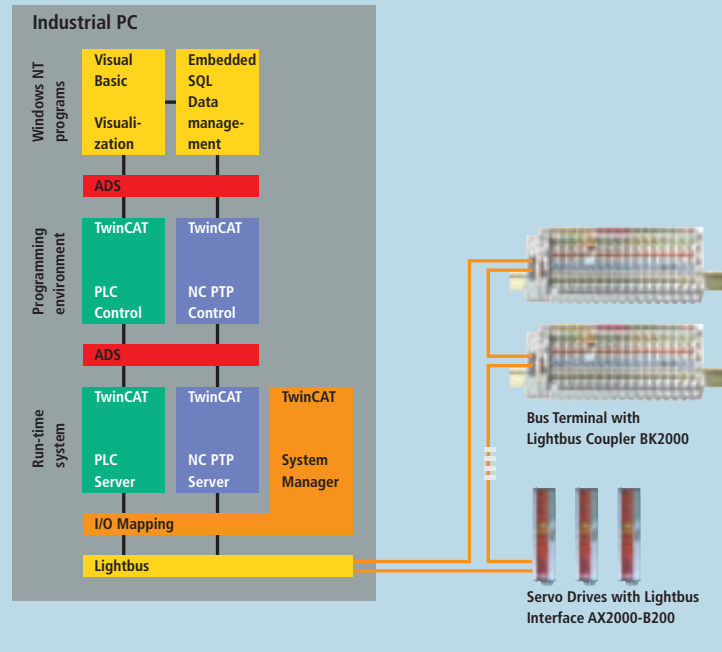 Industrial PC
Windows NT
programs
Visual
Basic
Visuali-
zation
Embedded
SQL
Data
manage-
ment
ADS
Programming
environment
TwinCAT
PLC
Control
TwinCAT
NC PTP
Control
ADS
Run-time
system
TwinCAT
PLC
Server
TwinCAT
NC PTP
Server
TwinCAT
System
Manager
I/O Mapping
Lightbus
Bus Terminal with
Lightbus Coupler BK2000
Servo Drives with Lightbus
Interface AX2000-B200